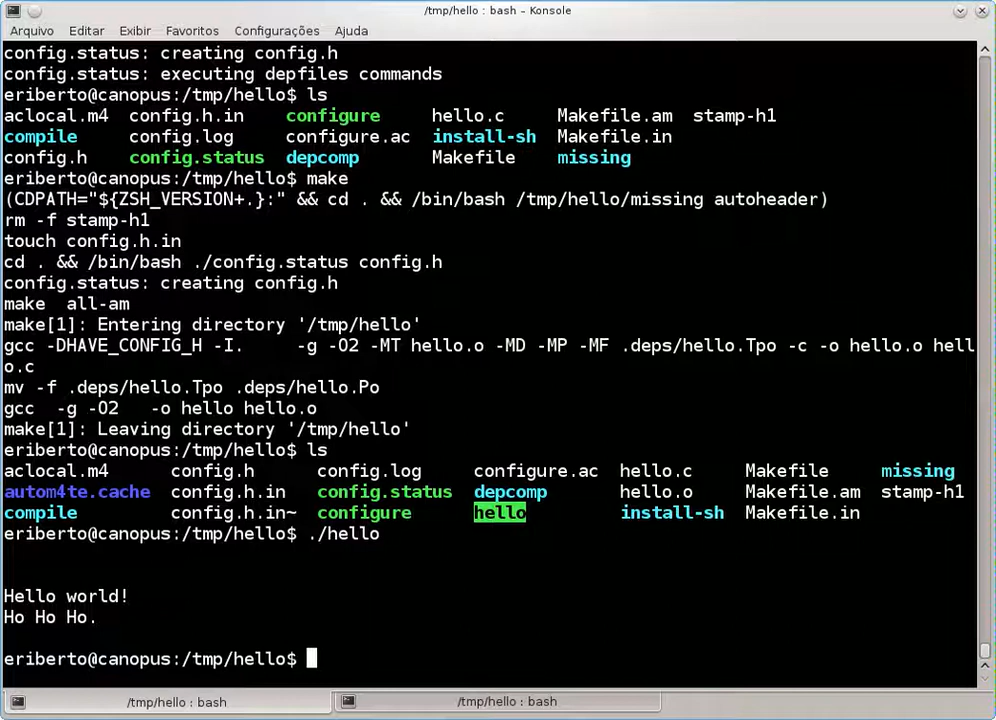 /tmp/hello : bash - Konsole
Arquivo Editar Exibir Favoritos Configurações Ajuda
config.status: creating config.h
config.status: executing depfiles commands
eriberto@canopus:/tmp/hello$ ls
aclocal.m4 config.h.in configure hello.c Makefile.am stamp-h1
compile config.log configure.ac install-sh Makefile.in
config.h config.status depcomp Makefile missing
eriberto@canopus:/tmp/hello$ make
(CDPATH="${ZSH_VERSION+.}:" && cd . && /bin/bash /tmp/hello/missing autoheader)
rm -f stamp-h1
touch config.h.in
cd . && /bin/bash ./config.status config.h
config.status: creating config.h
make  all-am
make[1]: Entering directory '/tmp/hello'
gcc -DHAVE_CONFIG_H -I.     -g -O2 -MT hello.o -MD -MP -MF .deps/hello.Tpo -c -o hello.o hell
o.c
mv -f .deps/hello.Tpo .deps/hello.Po
gcc  -g -O2   -o hello hello.o
make[1]: Leaving directory '/tmp/hello'
eriberto@canopus:/tmp/hello$ ls
aclocal.m4 config.h config.log configure.ac hello.c Makefile missing
autom4te.cache config.h.in config.status depcomp hello.o Makefile.am stamp-h1
compile config.h.in~ configure hello install-sh Makefile.in
eriberto@canopus:/tmp/hello$ ./hello
Hello world!
Ho Ho Ho.
eriberto@canopus:/tmp/hello$
/tmp/hello : bash /tmp/hello : bash